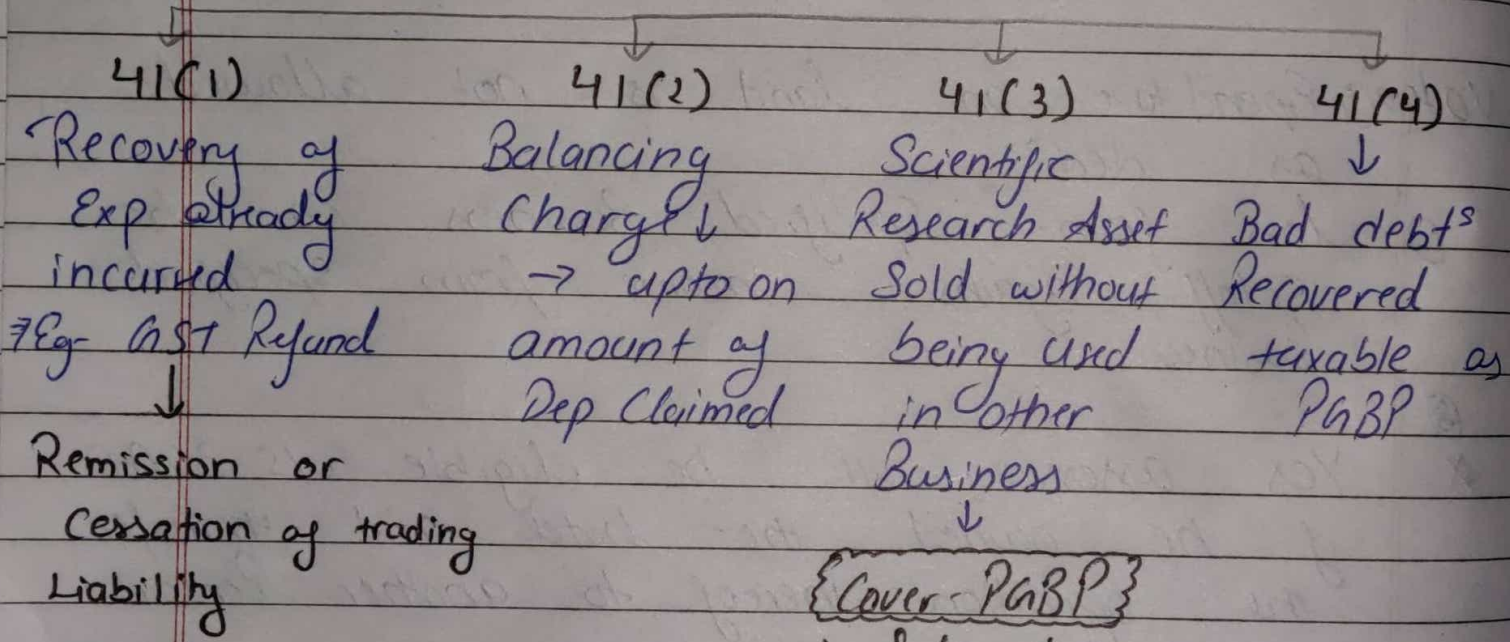 41(1)
Recovery of
Exp already
incurred
⇒ Eg- GST Refund
↓
Remission or
Cessation of trading
Liability
41(2)
Balancing
Charge ↓
→ upto on
amount of
Dep Claimed
41(3)
Scientific
Research Asset
Sold without
being used
in other
Business
↓
{Cover- PGBP}
41(4)
↓
Bad debts
Recovered
taxable as
PGBP